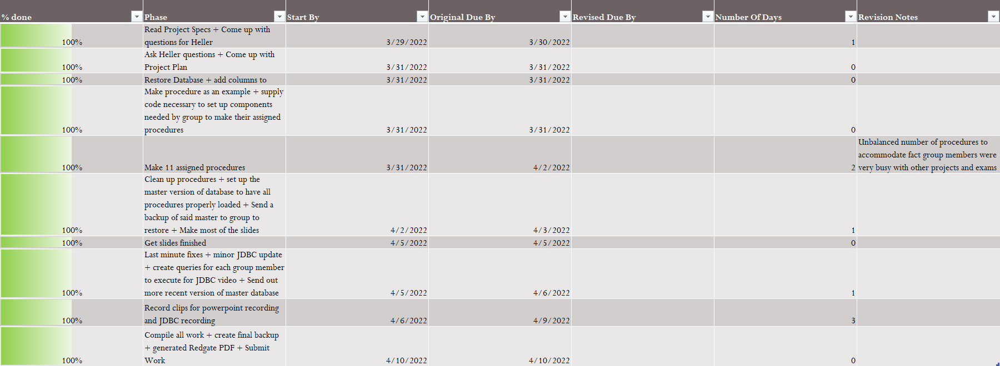 % done Phase Start By Original Due By Revised Due By Number Of Days Revision Notes
Read Project Specs + Come up with
questions for Heller
100% 3/29/2022 3/30/2022 1
Ask Heller questions + Come up with
Project Plan
100% 3/31/2022 3/31/2022 0
100% Restore Database + add columns to 3/31/2022 3/31/2022 0
Make procedure as an example + supply
code necessary to set up components
needed by group to make their assigned
procedures
100% 3/31/2022 3/31/2022 0
Unbalanced number of procedures to
accommodate fact group members were
100% Make 11 assigned procedures 3/31/2022 4/2/2022 2 very busy with other projects and exams
Clean up procedures + set up the
master version of database to have all
procedures properly loaded + Send a
backup of said master to group to
restore + Make most of the slides
100% 4/2/2022 4/3/2022 1
100% Get slides finished 4/5/2022 4/5/2022 0
Last minute fixes + minor JDBC update
+ create queries for each group member
to execute for JDBC video + Send out
more recent version of master database
100% 4/5/2022 4/6/2022 1
Record clips for powerpoint recording
and JDBC recording
100% 4/6/2022 4/9/2022 3
Compile all work + create final backup
+ generated Redgate PDF + Submit
Work
100% 4/10/2022 4/10/2022 0